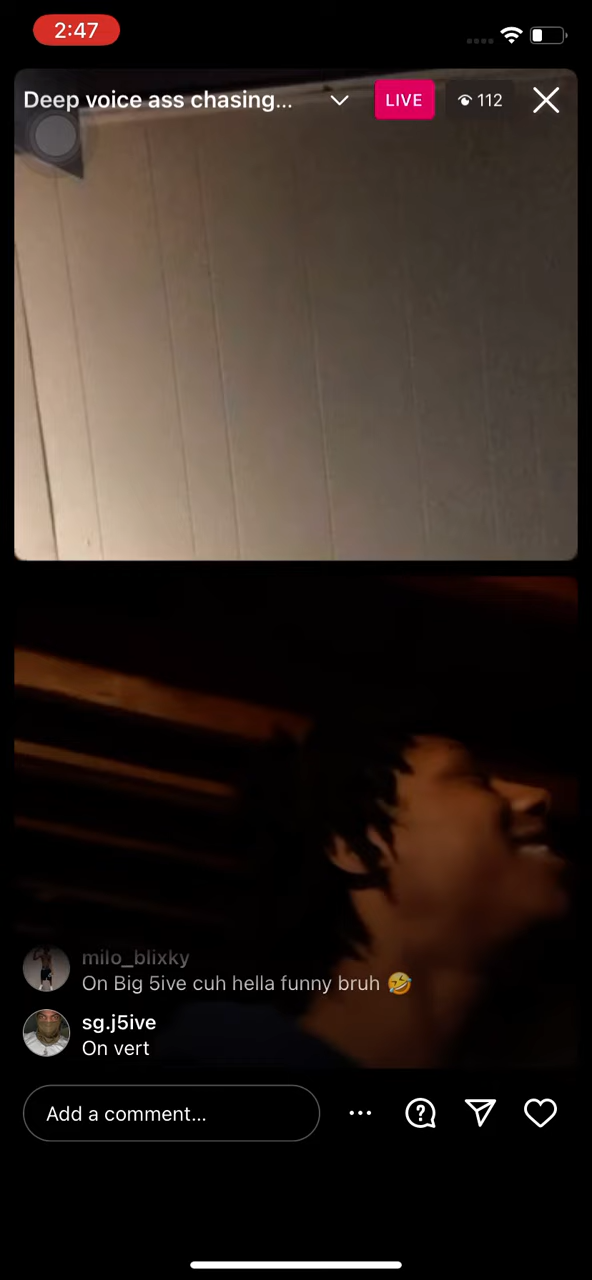 2:47
Deep voice ass chasing...
LIVE
112
milo_blixky
On Big 5ive cuh hella funny bruh 🤣
sg.j5ive
On vert
Add a comment...